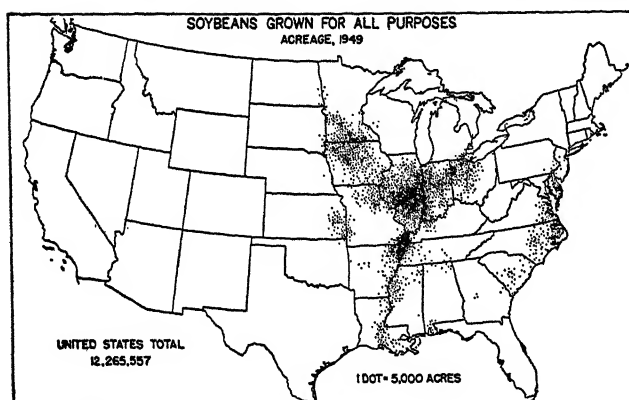 SOYBEANS GROWN FOR ALL PURPOSES
ACREAGE, 1949
UNITED STATES TOTAL
12,265,557
1 DOT = 5,000 ACRES